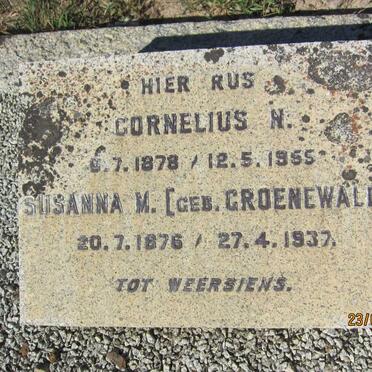 HIER RUS
CORNELIUS N.
6.7.1878 / 12.5.1955
SUSANNA M. [GEB. GROENEWALD
20.7.1876 / 27.4.1937.
TOT WEERSIENS.
23/